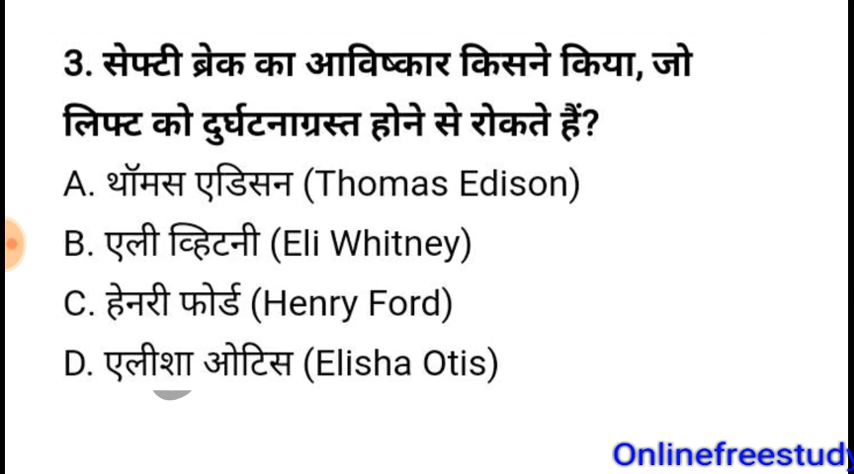 3. सेफ्टी ब्रेक का आविष्कार किसने किया, जो
लिफ्ट को दुर्घटनाग्रस्त होने से रोकते हैं?
A. थॉमस एडिसन (Thomas Edison)
B. एली व्हिटनी (Eli Whitney)
C. हेनरी फोर्ड (Henry Ford)
D. एलीशा ओटिस (Elisha Otis)
Onlinefreestudy